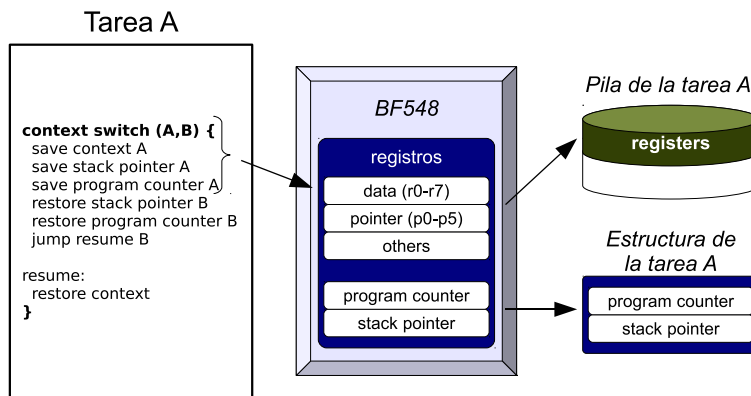 Tarea A
context switch (A,B) {
save context A
save stack pointer A
save program counter A
restore stack pointer B
restore program counter B
jump resume B
resume:
restore context
}
BF548
registros
data (r0-r7)
pointer (p0-p5)
others
program counter
stack pointer
Pila de la tarea A
registers
Estructura de
la tarea A
program counter
stack pointer